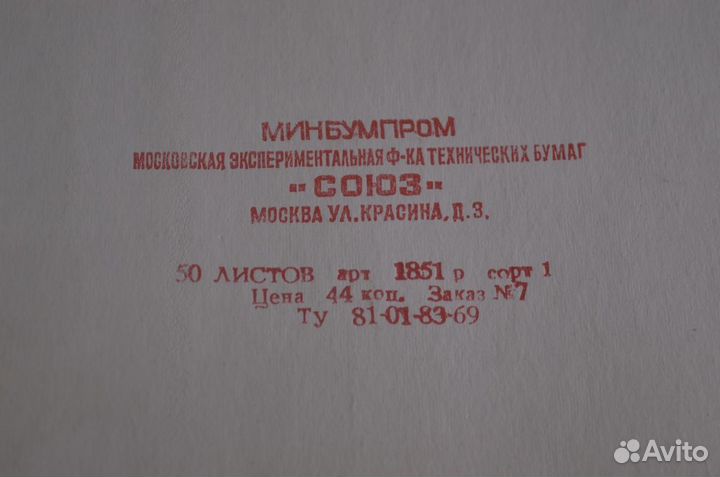 МИНБУМПРОМ
МОСКОВСКАЯ ЭКСПЕРИМЕНТАЛЬНАЯ Ф-КА ТЕХНИЧЕСКИХ БУМАГ
"СОЮЗ"
МОСКВА УЛ. КРАСИНА, Д. 3.
50 ЛИСТОВ арт 1851 р сорт 1
Цена 44 коп. Заказ №7
ТУ 81-01-83-69
Avito